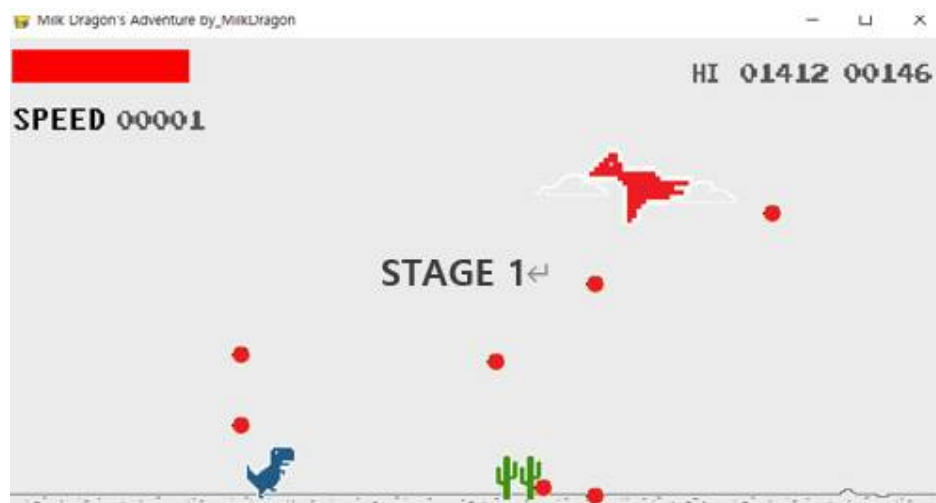 Milk Dragon's Adventure by_MilkDragon
HI 01412 00146
SPEED 00001
STAGE 1↵